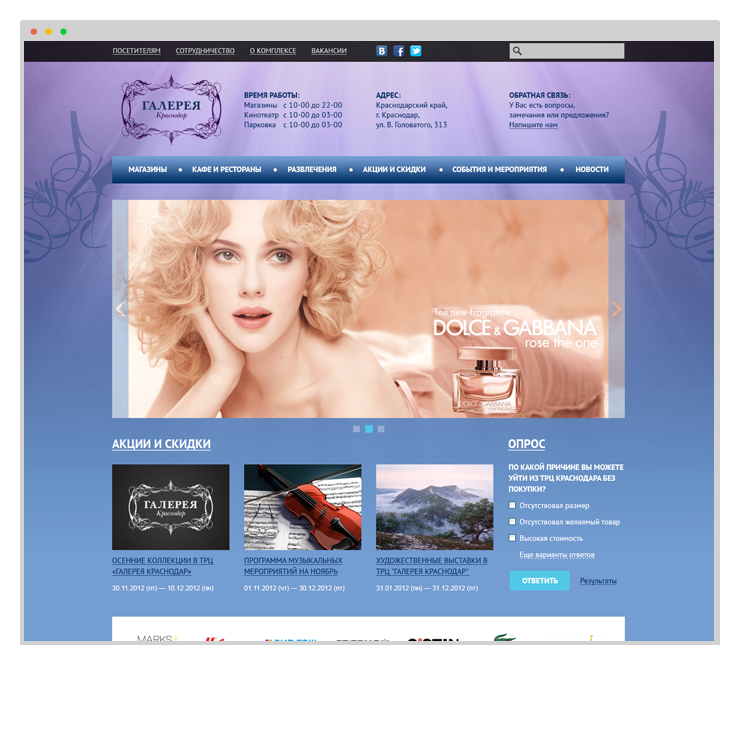 ПОСЕТИТЕЛЯМ СОТРУДНИЧЕСТВО О КОМПЛЕКСЕ ВАКАНСИИ
ГАЛЕРЕЯ
Краснодар
ВРЕМЯ РАБОТЫ:
Магазины с 10-00 до 22-00
Кинотеатр с 10-00 до 03-00
Парковка с 10-00 до 03-00
АДРЕС:
Краснодарский край,
г. Краснодар,
ул. В. Головатого, 313
ОБРАТНАЯ СВЯЗЬ:
У Вас есть вопросы,
замечания или предложения?
Напишите нам
МАГАЗИНЫ • КАФЕ И РЕСТОРАНЫ • РАЗВЛЕЧЕНИЯ • АКЦИИ И СКИДКИ • СОБЫТИЯ И МЕРОПРИЯТИЯ • НОВОСТИ
The new fragrance
DOLCE & GABBANA
rose the one
DOLCE & GABBANA
АКЦИИ И СКИДКИ
ГАЛЕРЕЯ
Краснодар
ОСЕННИЕ КОЛЛЕКЦИИ В ТРЦ
«ГАЛЕРЕЯ КРАСНОДАР»
30.11.2012 (пт) — 10.12.2012 (пн)
ПРОГРАММА МУЗЫКАЛЬНЫХ
МЕРОПРИЯТИЙ НА НОЯБРЬ
01.11.2012 (чт) — 30.12.2012 (пт)
ХУДОЖЕСТВЕННЫЕ ВЫСТАВКИ В
ТРЦ "ГАЛЕРЕЯ КРАСНОДАР"
31.01.2012 (пн) — 31.12.2012 (пт)
ОПРОС
ПО КАКОЙ ПРИЧИНЕ ВЫ МОЖЕТЕ
УЙТИ ИЗ ТРЦ КРАСНОДАРА БЕЗ
ПОКУПКИ?
Отсутствовал размер
Отсутствовал желаемый товар
Высокая стоимость
Еще варианты ответов
ОТВЕТИТЬ Результаты
MARKS